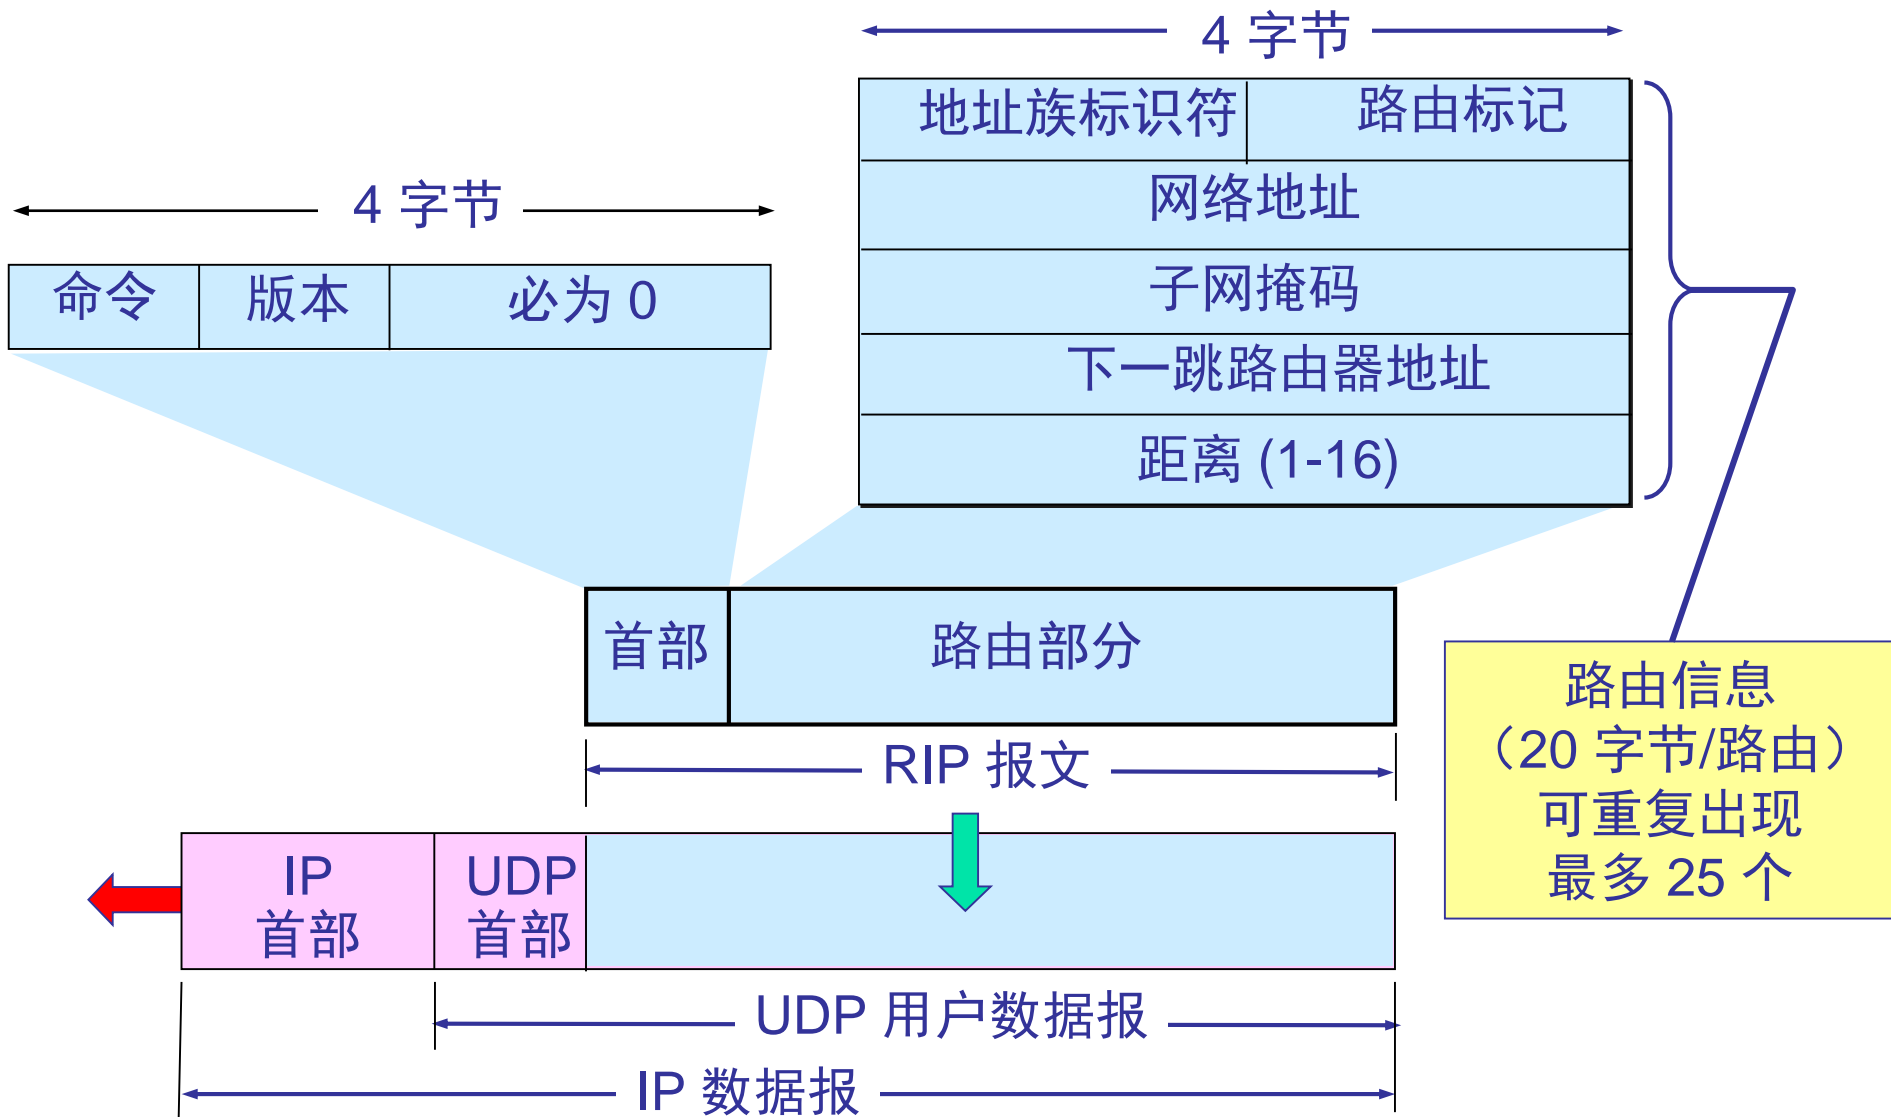 4 字节
地址族标识符
路由标记
网络地址
子网掩码
下一跳路由器地址
距离 (1-16)
4 字节
命令
版本
必为 0
首部
路由部分
路由信息
（20 字节/路由）
可重复出现
最多 25 个
RIP 报文
IP
首部
UDP
首部
UDP 用户数据报
IP 数据报